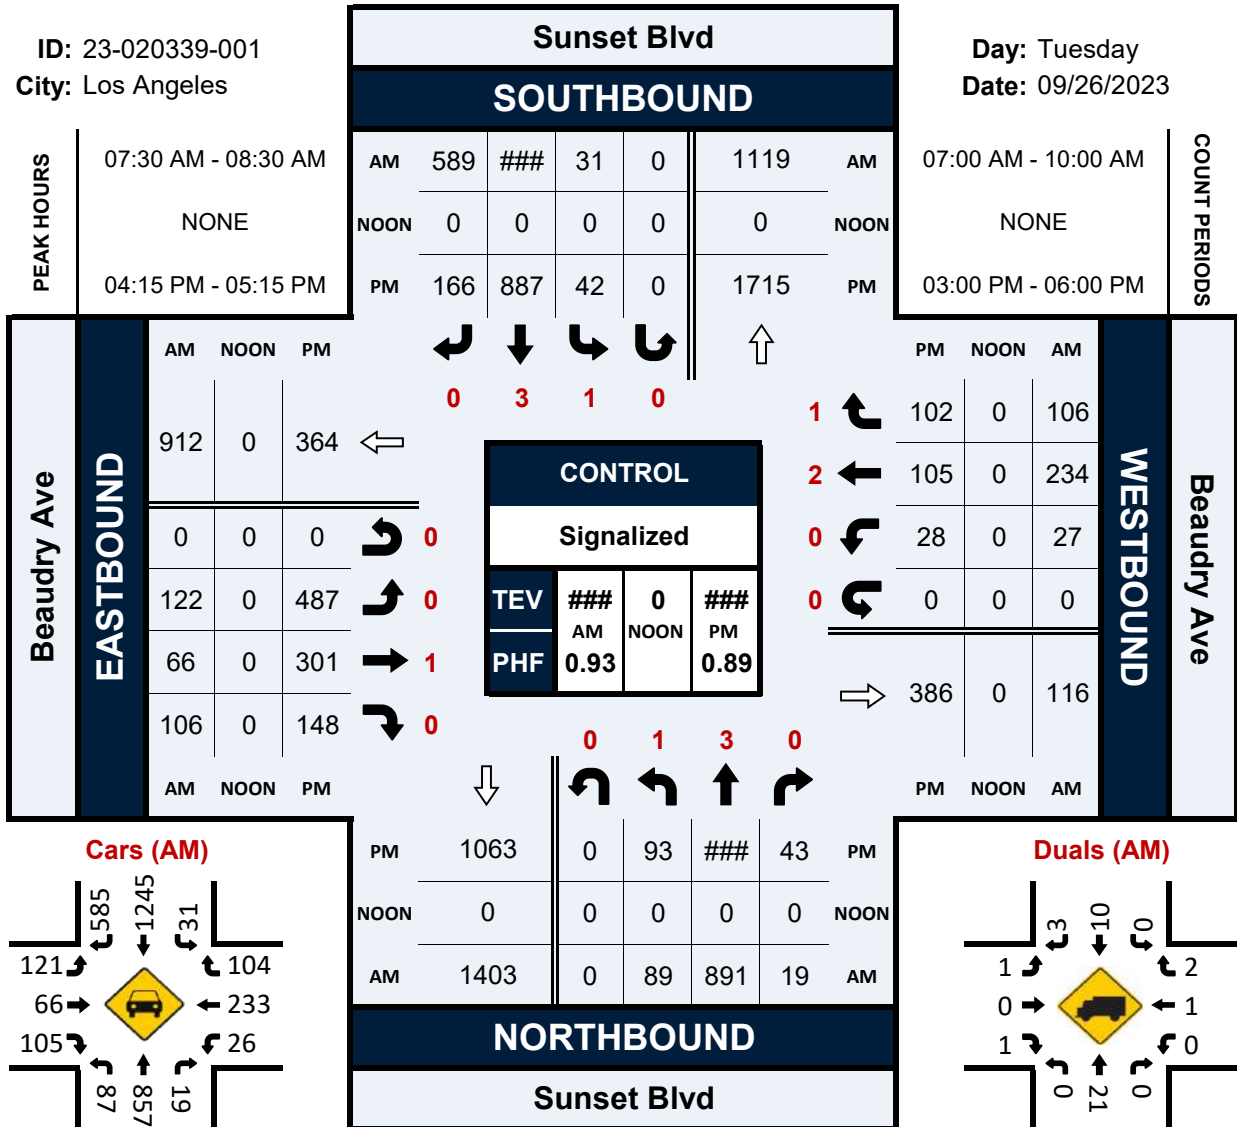 ID: 23-020339-001
City: Los Angeles
Sunset Blvd
SOUTHBOUND
Day: Tuesday
Date: 09/26/2023
PEAK HOURS
07:30 AM - 08:30 AM
NONE
04:15 PM - 05:15 PM
AM 589 ### 31 0 1119 AM
NOON 0 0 0 0 0 NOON
PM 166 887 42 0 1715 PM
07:00 AM - 10:00 AM
NONE
03:00 PM - 06:00 PM
COUNT PERIODS
0 3 1 0
Beaudry Ave
EASTBOUND
AM NOON PM
912 0 364
0 0 0 0
122 0 487 0
66 0 301 1
106 0 148 0
AM NOON PM
CONTROL
Signalized
TEV ### 0 ###
AM NOON PM
PHF 0.93 0.89
PM NOON AM
1 102 0 106
2 105 0 234
0 28 0 27
0 0 0 0
386 0 116
PM NOON AM
WESTBOUND
Beaudry Ave
0 1 3 0
PM 1063 0 93 ### 43 PM
NOON 0 0 0 0 0 NOON
AM 1403 0 89 891 19 AM
NORTHBOUND
Sunset Blvd
Cars (AM)
585 1245 31
121 104
66 233
105 26
87 857 19
Duals (AM)
3 10 0
1 2
0 1
1 0
0 21 0